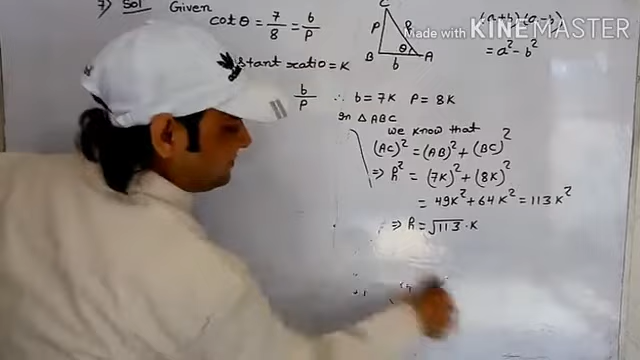 7) Sol Given
cot θ = 7/8 = b/P
C
P R
B θ A
b
(a+b) (a-b)
= a² - b²
Made with
KINEMASTER
stant ratio = K
b/P ∴ b = 7K P = 8K
In △ ABC
we know that
(AC)² = (AB)² + (BC)²
⇒ R² = (7K)² + (8K)²
= 49K² + 64K² = 113K²
⇒ R = √113 · K